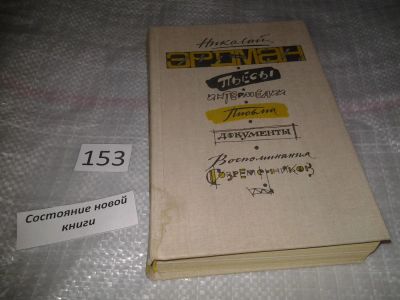 Николай
ЭРДМАН
Пьесы
ИНТЕРМЕДИИ
Письма
ДОКУМЕНТЫ
Воспоминания
СОВРЕМЕННИКОВ
153
Состояние новой
книги